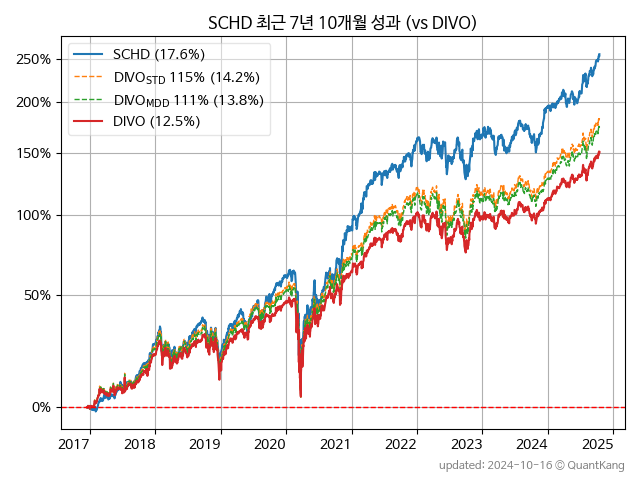 SCHD 최근 7년 10개월 성과 (vs DIVO)
SCHD (17.6%)
DIVO_STD 115% (14.2%)
DIVO_MDD 111% (13.8%)
DIVO (12.5%)
250%
200%
150%
100%
50%
0%
2017 2018 2019 2020 2021 2022 2023 2024 2025
updated: 2024-10-16 © QuantKang